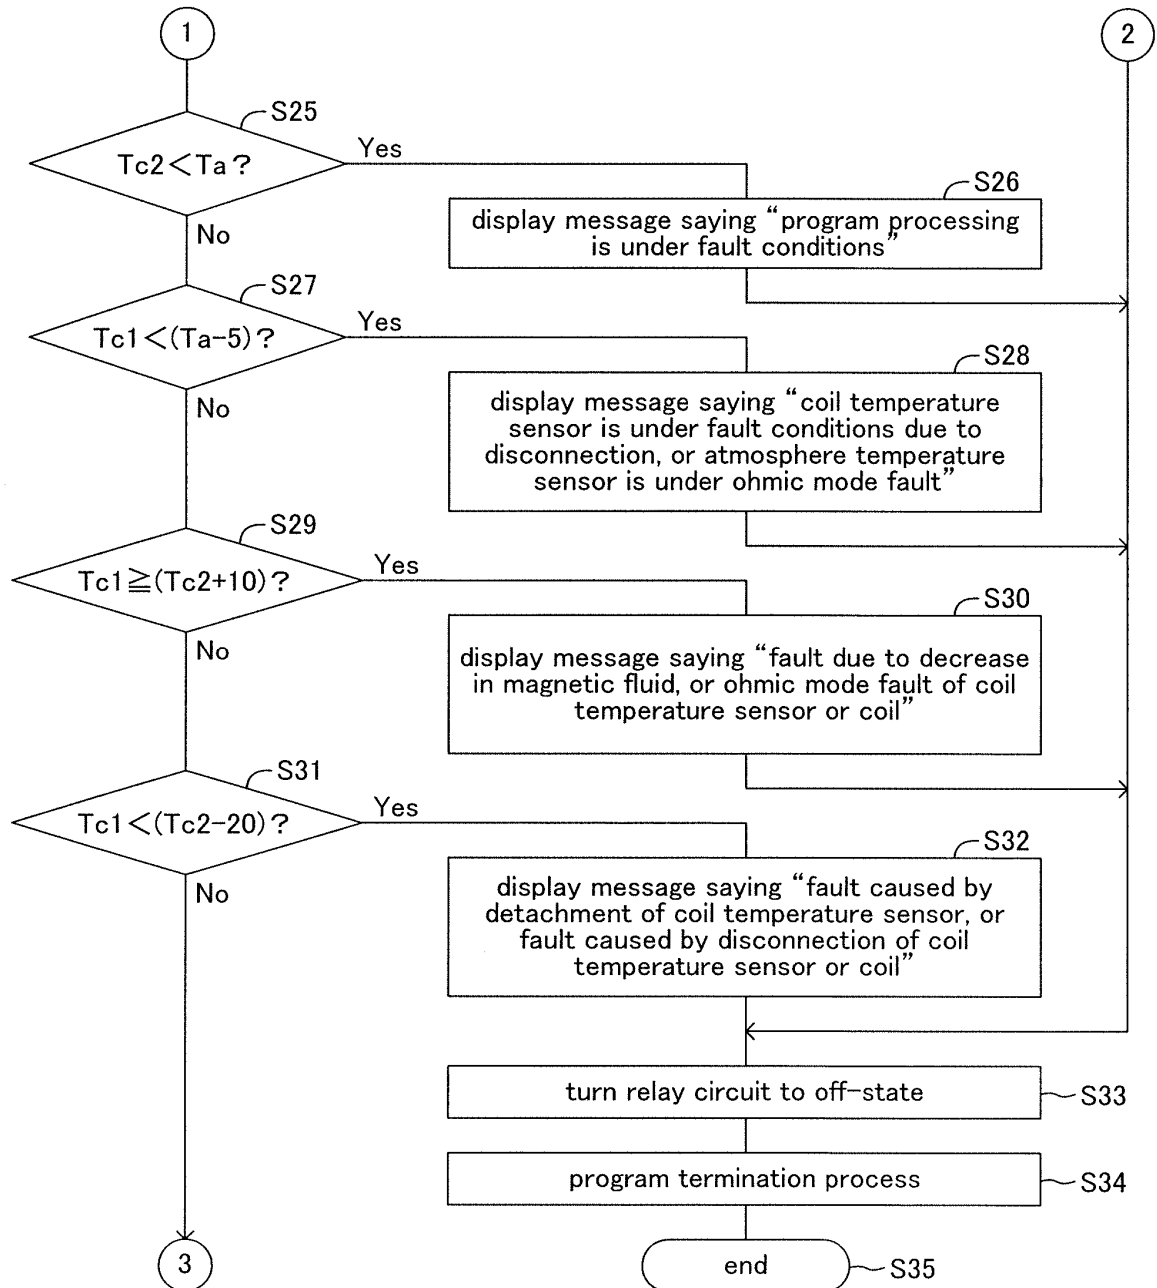 1
2
S25
Tc2<Ta?
Yes
No
S26
display message saying “program processing
is under fault conditions”
S27
Tc1<(Ta-5)?
Yes
No
S28
display message saying “coil temperature
sensor is under fault conditions due to
disconnection, or atmosphere temperature
sensor is under ohmic mode fault”
S29
Tc1≧(Tc2+10)?
Yes
No
S30
display message saying “fault due to decrease
in magnetic fluid, or ohmic mode fault of coil
temperature sensor or coil”
S31
Tc1<(Tc2-20)?
Yes
No
S32
display message saying “fault caused by
detachment of coil temperature sensor, or
fault caused by disconnection of coil
temperature sensor or coil”
turn relay circuit to off-state
S33
program termination process
S34
3
end
S35